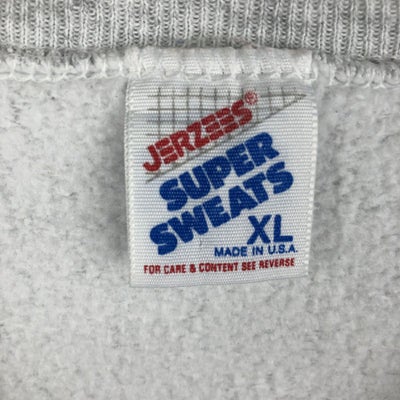 JERZEES®
SUPER
SWEATS
XL
MADE IN U.S.A.
FOR CARE & CONTENT SEE REVERSE